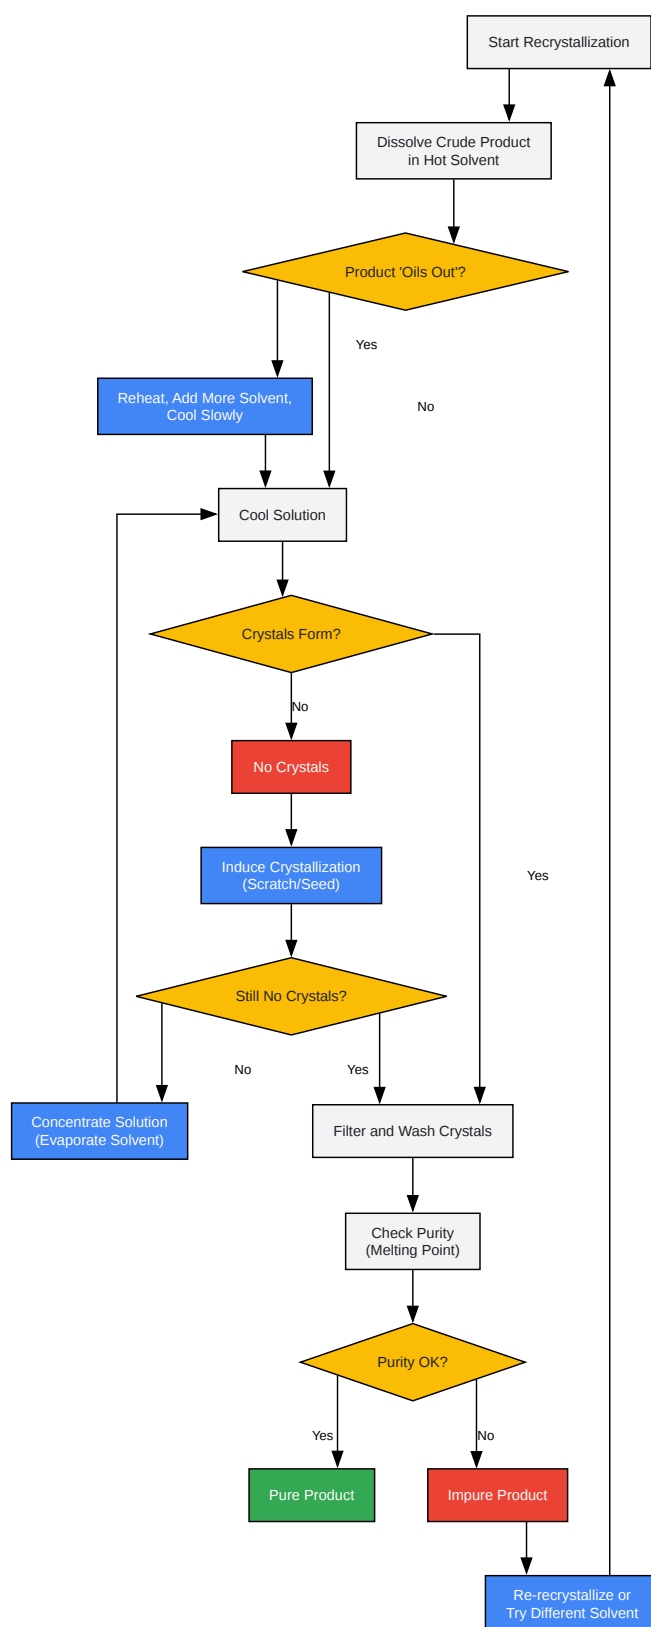 Start Recrystallization
Dissolve Crude Product
in Hot Solvent
Product 'Oils Out'?
Yes
Reheat, Add More Solvent,
Cool Slowly
No
Cool Solution
Crystals Form?
No
No Crystals
Induce Crystallization
(Scratch/Seed)
Yes
Still No Crystals?
No
Yes
Concentrate Solution
(Evaporate Solvent)
Filter and Wash Crystals
Check Purity
(Melting Point)
Purity OK?
Yes
No
Pure Product
Impure Product
Re-recrystallize or
Try Different Solvent